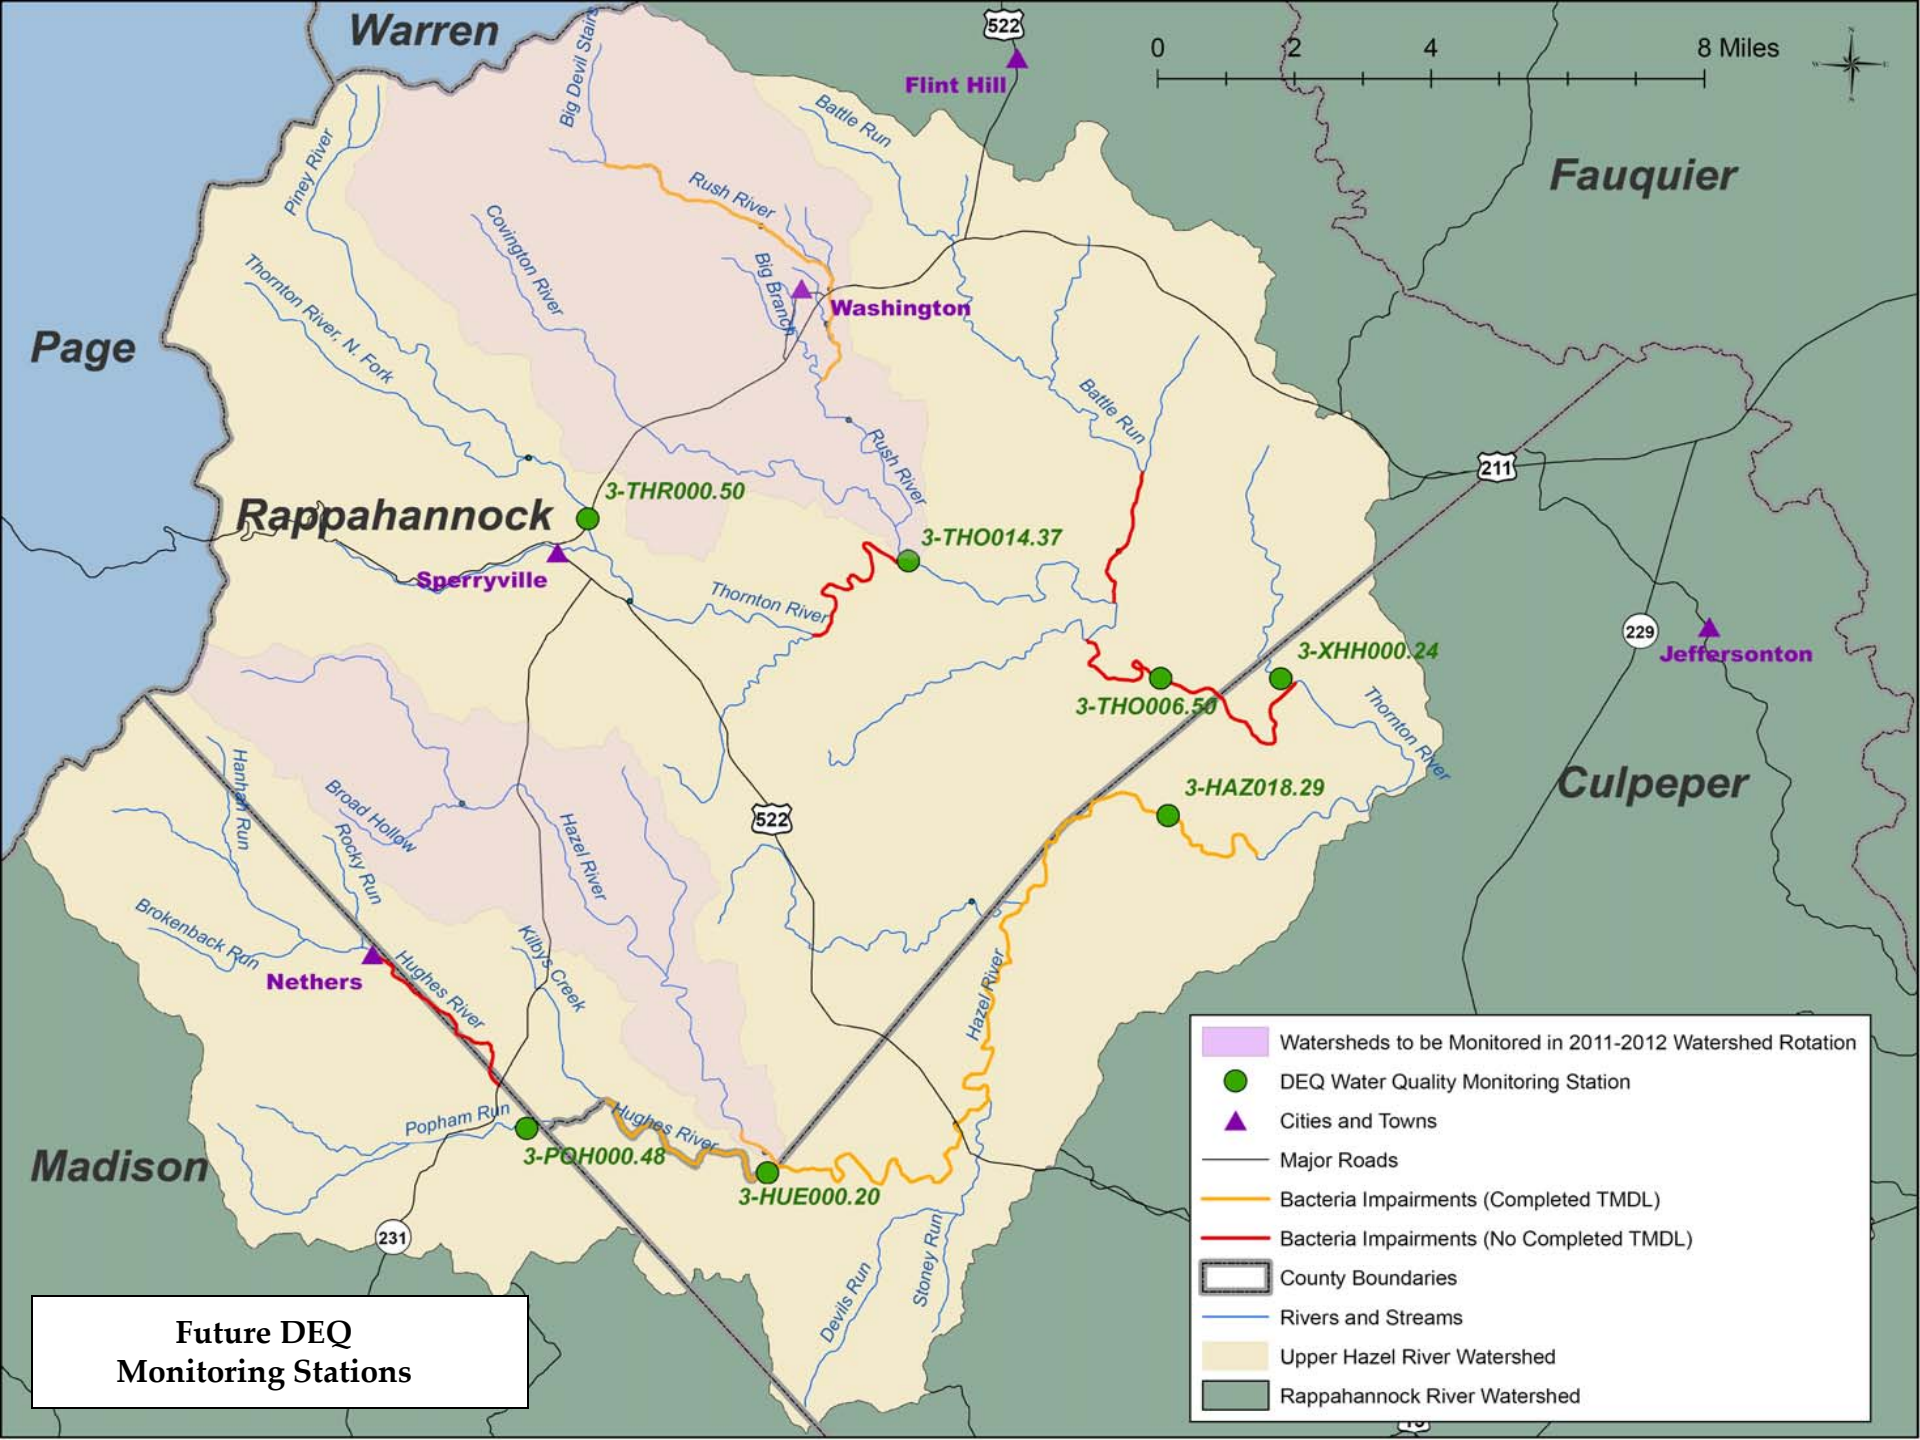 Warren
522
Flint Hill
0
2
4
8 Miles
N
W
E
S
Big Devil Stairs
Battle Run
Piney River
Fauquier
Rush River
Covington River
Big Branch
Thornton River, N. Fork
Washington
Page
Battle Run
Rush River
211
3-THR000.50
Rappahannock
3-THO014.37
Sperryville
Thornton River
229
3-XHH000.24
Jeffersonton
3-THO006.50
Thornton River
Hanhan Run
Broad Hollow
Rocky Run
Hazel River
522
3-HAZ018.29
Culpeper
Brokenback Run
Nethers
Hughes River
Kilbys Creek
Hazel River
Popham Run
Hughes River
3-POH000.48
Madison
3-HUE000.20
231
Devils Run
Stoney Run
Future DEQ
Monitoring Stations
Watersheds to be Monitored in 2011-2012 Watershed Rotation
DEQ Water Quality Monitoring Station
Cities and Towns
Major Roads
Bacteria Impairments (Completed TMDL)
Bacteria Impairments (No Completed TMDL)
County Boundaries
Rivers and Streams
Upper Hazel River Watershed
Rappahannock River Watershed